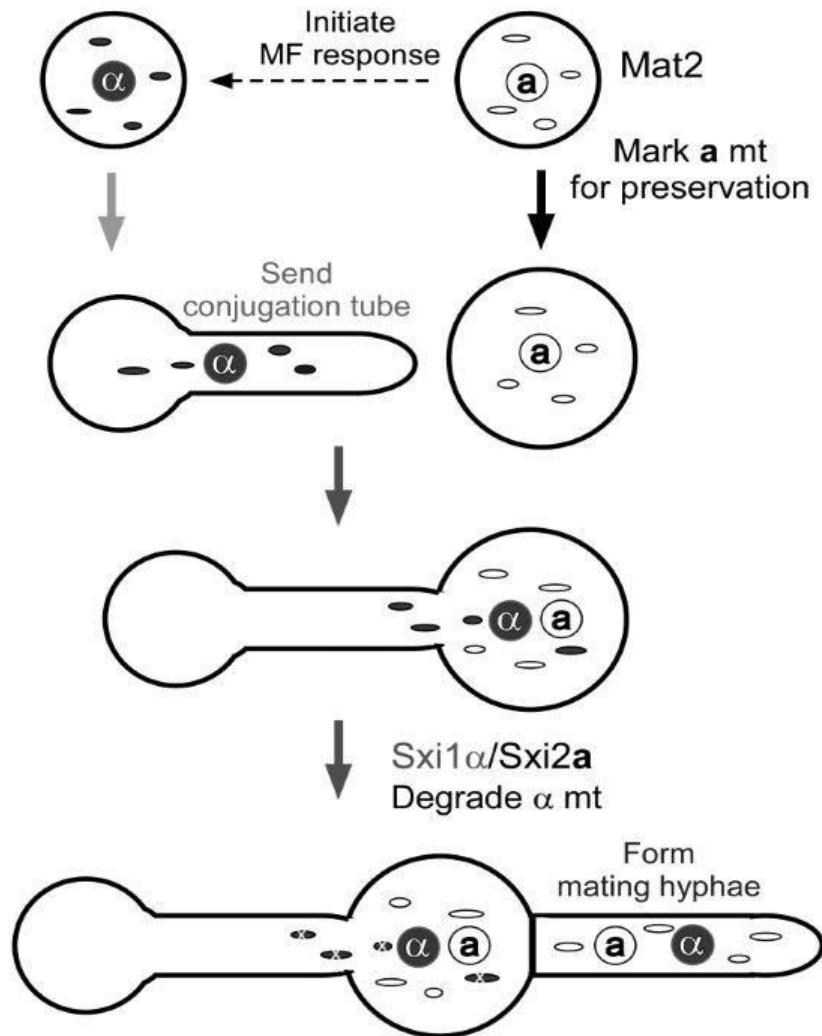 Initiate
MF response
α
a
Mat2
Mark a mt
for preservation
Send
conjugation tube
α
a
α
a
Sxi1α/Sxi2a
Degrade α mt
Form
mating hyphae
x
x
x
x
α
a
a
α